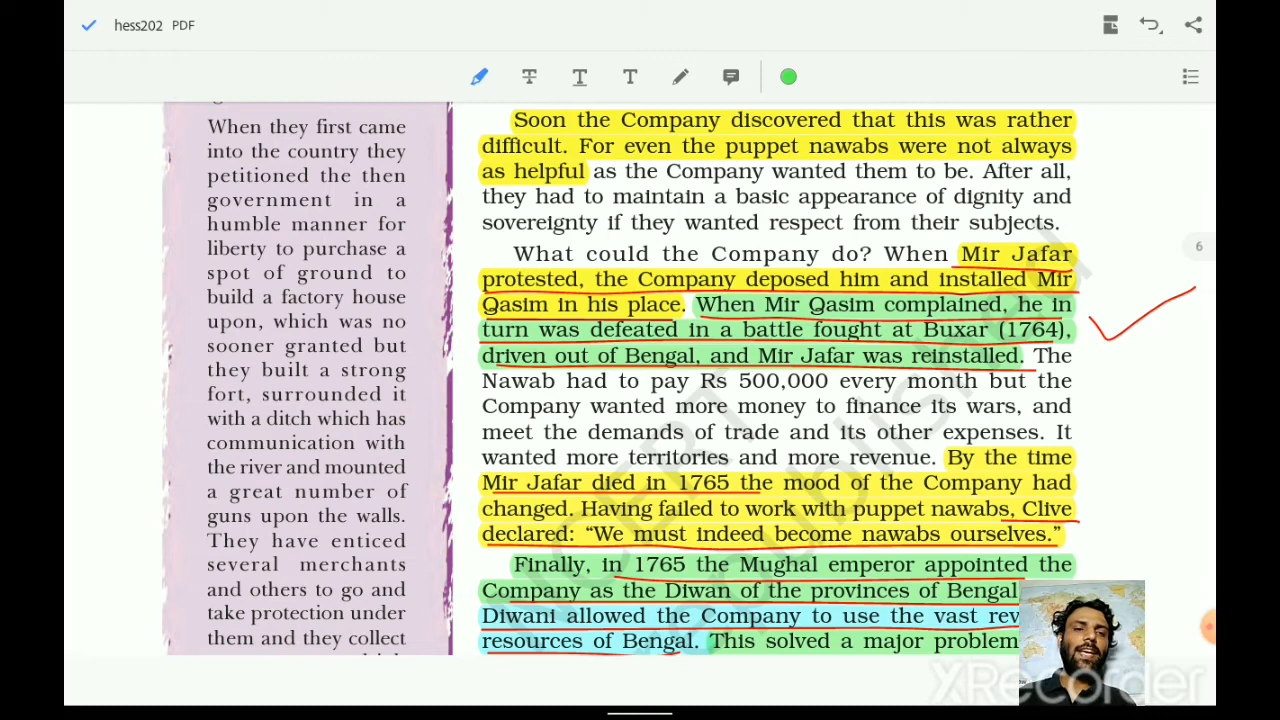 hess202 PDF
When they first came
into the country they
petitioned the then
government in a
humble manner for
liberty to purchase a
spot of ground to
build a factory house
upon, which was no
sooner granted but
they built a strong
fort, surrounded it
with a ditch which has
communication with
the river and mounted
a great number of
guns upon the walls.
They have enticed
several merchants
and others to go and
take protection under
them and they collect
Soon the Company discovered that this was rather
difficult. For even the puppet nawabs were not always
as helpful as the Company wanted them to be. After all,
they had to maintain a basic appearance of dignity and
sovereignty if they wanted respect from their subjects.
What could the Company do? When Mir Jafar
protested, the Company deposed him and installed Mir
Qasim in his place. When Mir Qasim complained, he in
turn was defeated in a battle fought at Buxar (1764),
driven out of Bengal, and Mir Jafar was reinstalled. The
Nawab had to pay Rs 500,000 every month but the
Company wanted more money to finance its wars, and
meet the demands of trade and its other expenses. It
wanted more territories and more revenue. By the time
Mir Jafar died in 1765 the mood of the Company had
changed. Having failed to work with puppet nawabs, Clive
declared: “We must indeed become nawabs ourselves.”
Finally, in 1765 the Mughal emperor appointed the
Company as the Diwan of the provinces of Bengal.
Diwani allowed the Company to use the vast rev
resources of Bengal. This solved a major problem
6
XRecorder